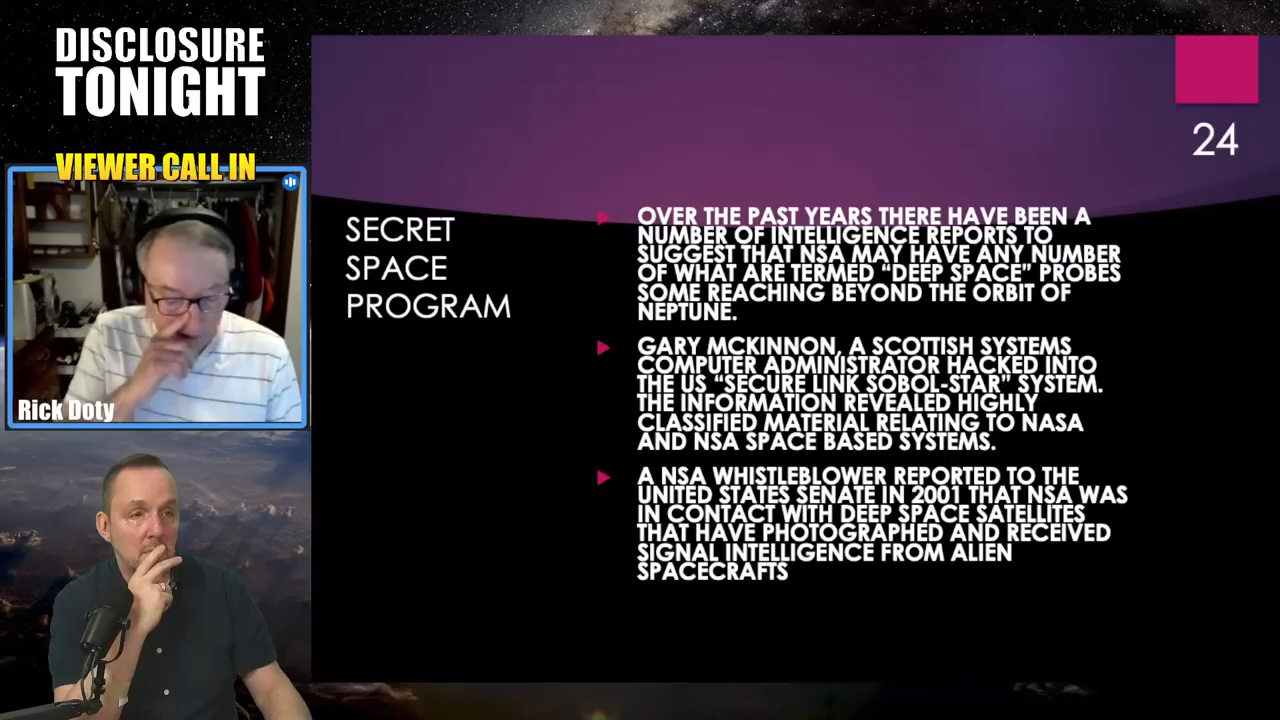 DISCLOSURE
TONIGHT
VIEWER CALL IN
Rick Doty
24
SECRET
SPACE
PROGRAM
OVER THE PAST YEARS THERE HAVE BEEN A
NUMBER OF INTELLIGENCE REPORTS TO
SUGGEST THAT NSA MAY HAVE ANY NUMBER
OF WHAT ARE TERMED “DEEP SPACE” PROBES
SOME REACHING BEYOND THE ORBIT OF
NEPTUNE.
GARY MCKINNON, A SCOTTISH SYSTEMS
COMPUTER ADMINISTRATOR HACKED INTO
THE US “SECURE LINK SOBOL-STAR” SYSTEM.
THE INFORMATION REVEALED HIGHLY
CLASSIFIED MATERIAL RELATING TO NASA
AND NSA SPACE BASED SYSTEMS.
A NSA WHISTLEBLOWER REPORTED TO THE
UNITED STATES SENATE IN 2001 THAT NSA WAS
IN CONTACT WITH DEEP SPACE SATELLITES
THAT HAVE PHOTOGRAPHED AND RECEIVED
SIGNAL INTELLIGENCE FROM ALIEN
SPACECRAFTS